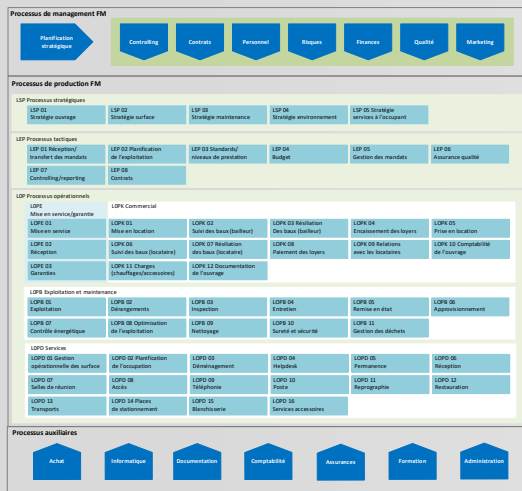 Processus de management FM
Planification
stratégique
Controlling
Contrats
Personnel
Risques
Finances
Qualité
Marketing
Processus de production FM
LSP Processus stratégiques
LSP 01
Stratégie ouvrage
LSP 02
Stratégie surface
LSP 03
Stratégie maintenance
LSP 04
Stratégie environnement
LSP 05 Stratégie
services à l'occupant
LEP Processus tactiques
LEP 01 Réception/
transfert des mandats
LEP 02 Planification
de l'exploitation
LEP 03 Standards/
niveaux de prestation
LEP 04
Budget
LEP 05
Gestion des mandats
LEP 06
Assurance qualité
LEP 07
Controlling/reporting
LEP 08
Contrats
LOP Processus opérationnels
LOPE
Mise en service/garantie
LOPK Commercial
LOPE 01
Mise en service
LOPK 01
Mise en location
LOPK 02
Suivi des baux (bailleur)
LOPK 03 Résiliation
Des baux (bailleur)
LOPK 04
Encaissement des loyers
LOPK 05
Prise en location
LOPE 02
Réception
LOPK 06
Suivi des baux (locataire)
LOPK 07 Résiliation
des baux (locataire)
LOPK 08
Paiement des loyers
LOPK 09 Relations
avec les locataires
LOPK 10 Comptabilité
de l'ouvrage
LOPE 03
Garanties
LOPK 11 Charges
(chauffages/accessoires)
LOPK 12 Documentation
de l'ouvrage
LOPB Exploitation et maintenance
LOPB 01
Exploitation
LOPB 02
Dérangements
LOPB 03
Inspection
LOPB 04
Entretien
LOPB 05
Remise en état
LOPB 06
Approvisionnement
LOPB 07
Contrôle énergétique
LOPB 08 Optimisation
de l'exploitation
LOPB 09
Nettoyage
LOPB 10
Sureté et sécurité
LOPB 11
Gestion des déchets
LOPD Services
LOPD 01 Gestion
opérationnelle des surface
LOPD 02 Planification
de l'occupation
LOPD 03
Déménagement
LOPD 04
Helpdesk
LOPD 05
Permanence
LOPD 06
Réception
LOPD 07
Salles de réunion
LOPD 08
Accès
LOPD 09
Téléphonie
LOPD 10
Poste
LOPD 11
Reprographie
LOPD 12
Restauration
LOPD 13
Transports
LOPD 14 Places
de stationnement
LOPD 15
Blanchisserie
LOPD 16
Services accessoires
Processus auxiliaires
Achat
Informatique
Documentation
Comptabilité
Assurances
Formation
Administration